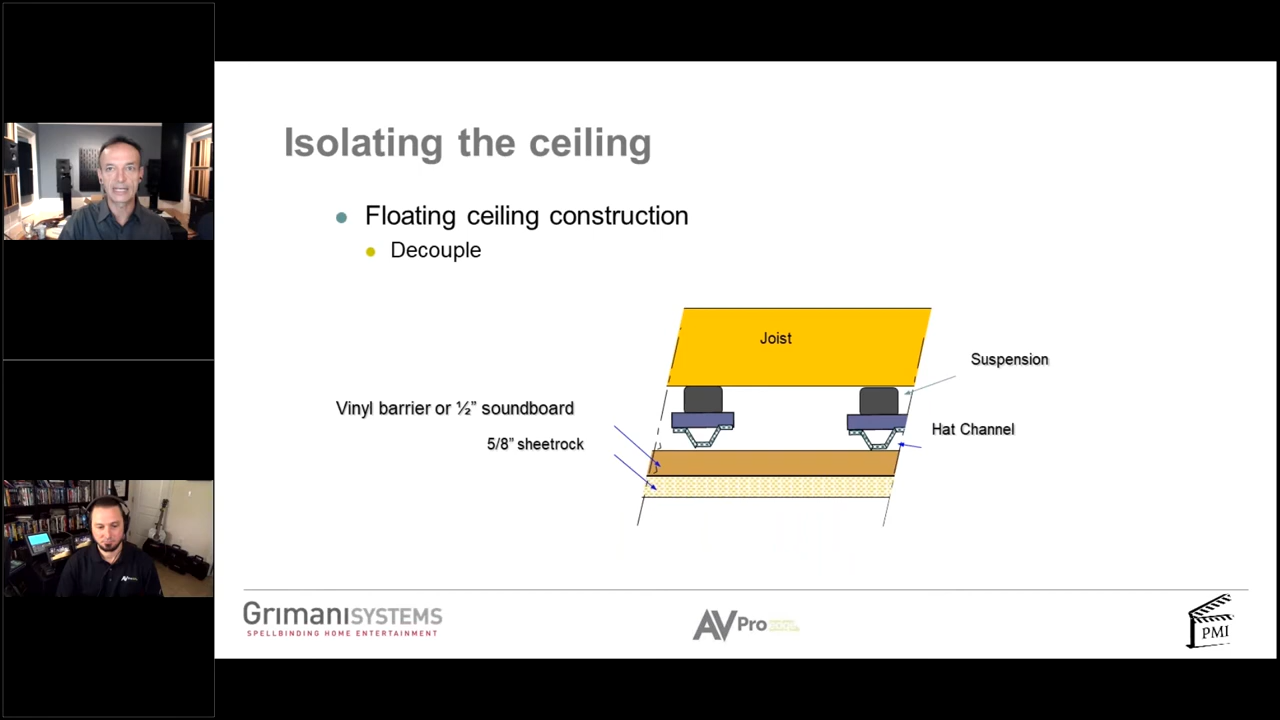 Isolating the ceiling
Floating ceiling construction
Decouple
Joist
Suspension
Vinyl barrier or ½” soundboard
Hat Channel
5/8” sheetrock
GrimaniSYSTEMS
SPELLBINDING HOME ENTERTAINMENT
AVPro
PMI